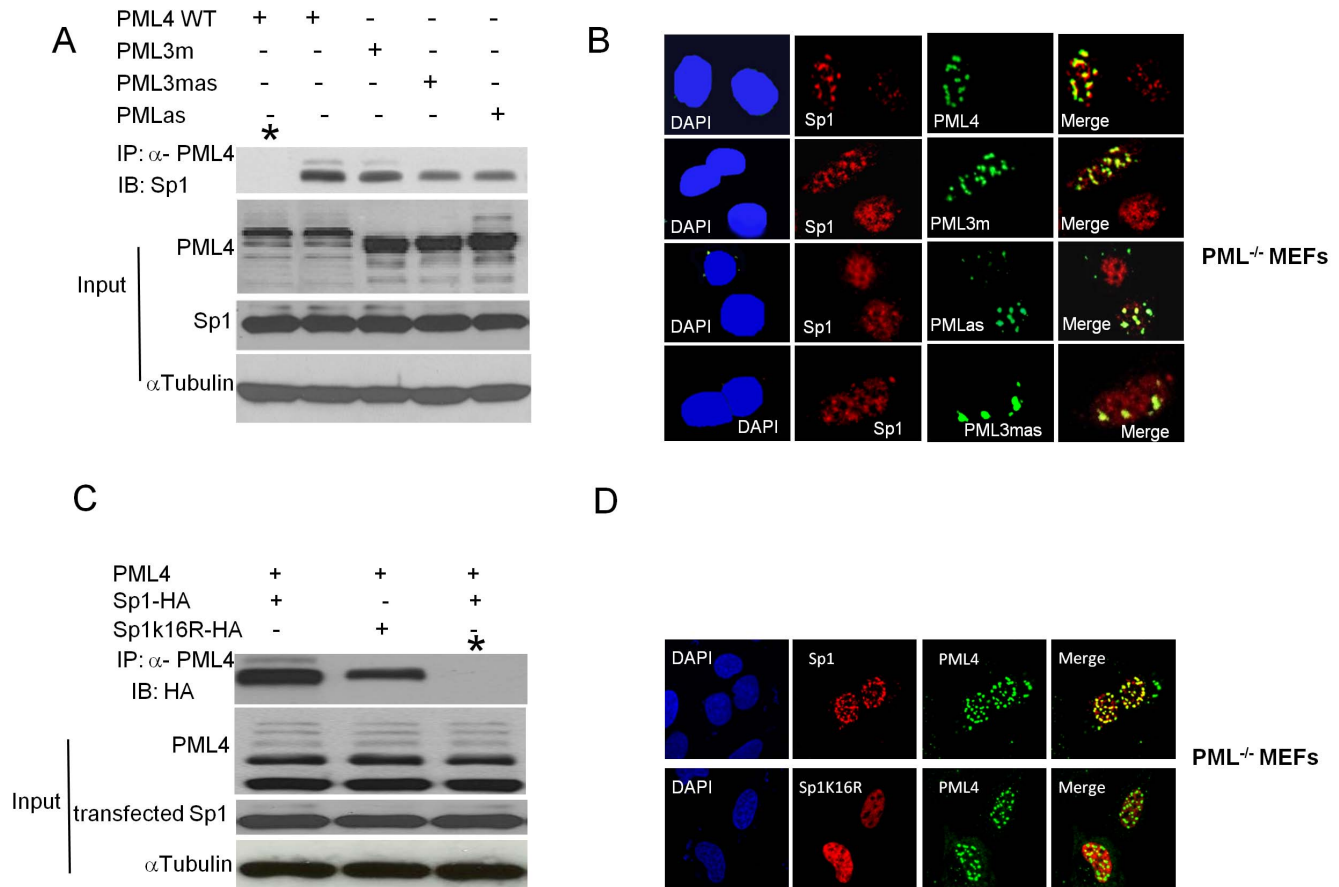 A
PML4 WT + + - - -
PML3m - - + - -
PML3mas - - - + -
PMLas - - - - +
*
IP: α- PML4
IB: Sp1
PML4
Input
Sp1
αTubulin
B
DAPI Sp1 PML4 Merge
DAPI Sp1 PML3m Merge
PML-/- MEFs
DAPI Sp1 PMLas Merge
DAPI Sp1 PML3mas Merge
C
PML4 + + +
Sp1-HA + - +
Sp1k16R-HA - + -
*
IP: α- PML4
IB: HA
PML4
Input
transfected Sp1
αTubulin
D
DAPI Sp1 PML4 Merge
PML-/- MEFs
DAPI Sp1K16R PML4 Merge